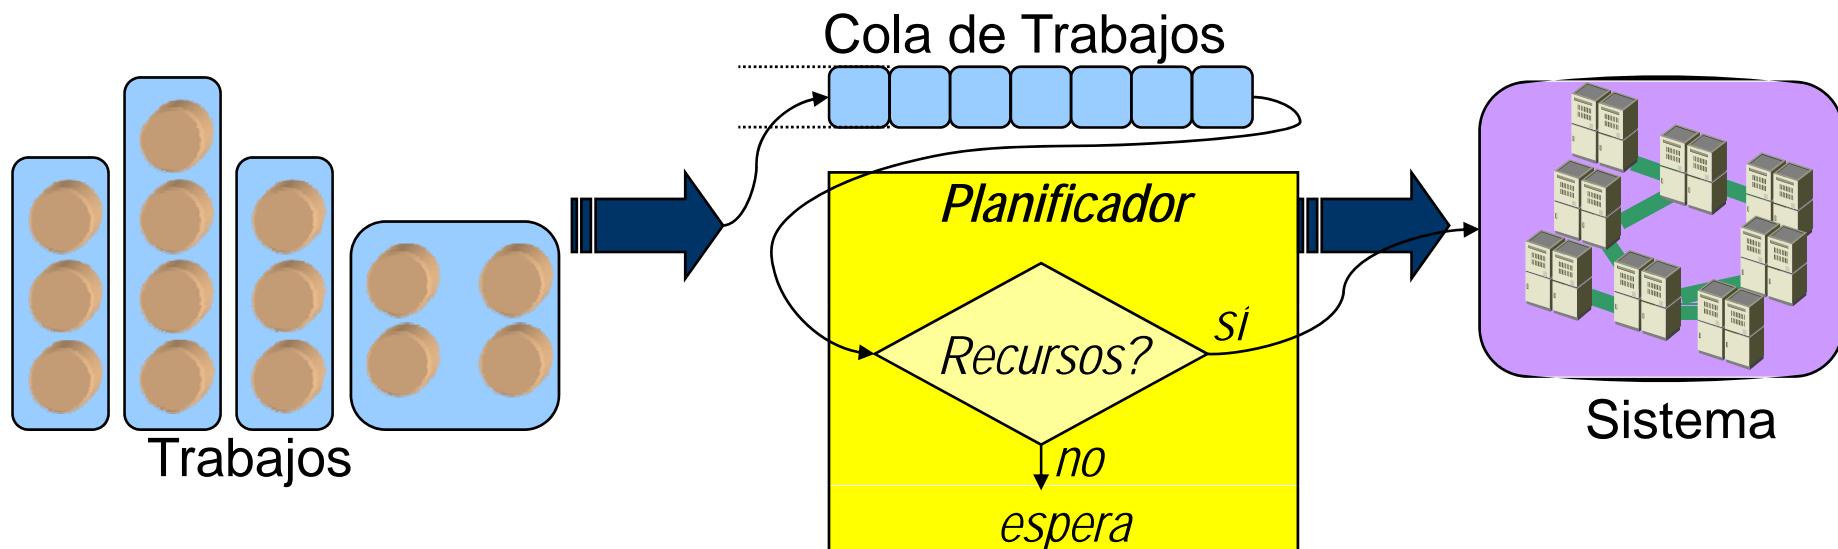 Cola de Trabajos
Planificador
Recursos?
si
no
espera
Trabajos
Sistema